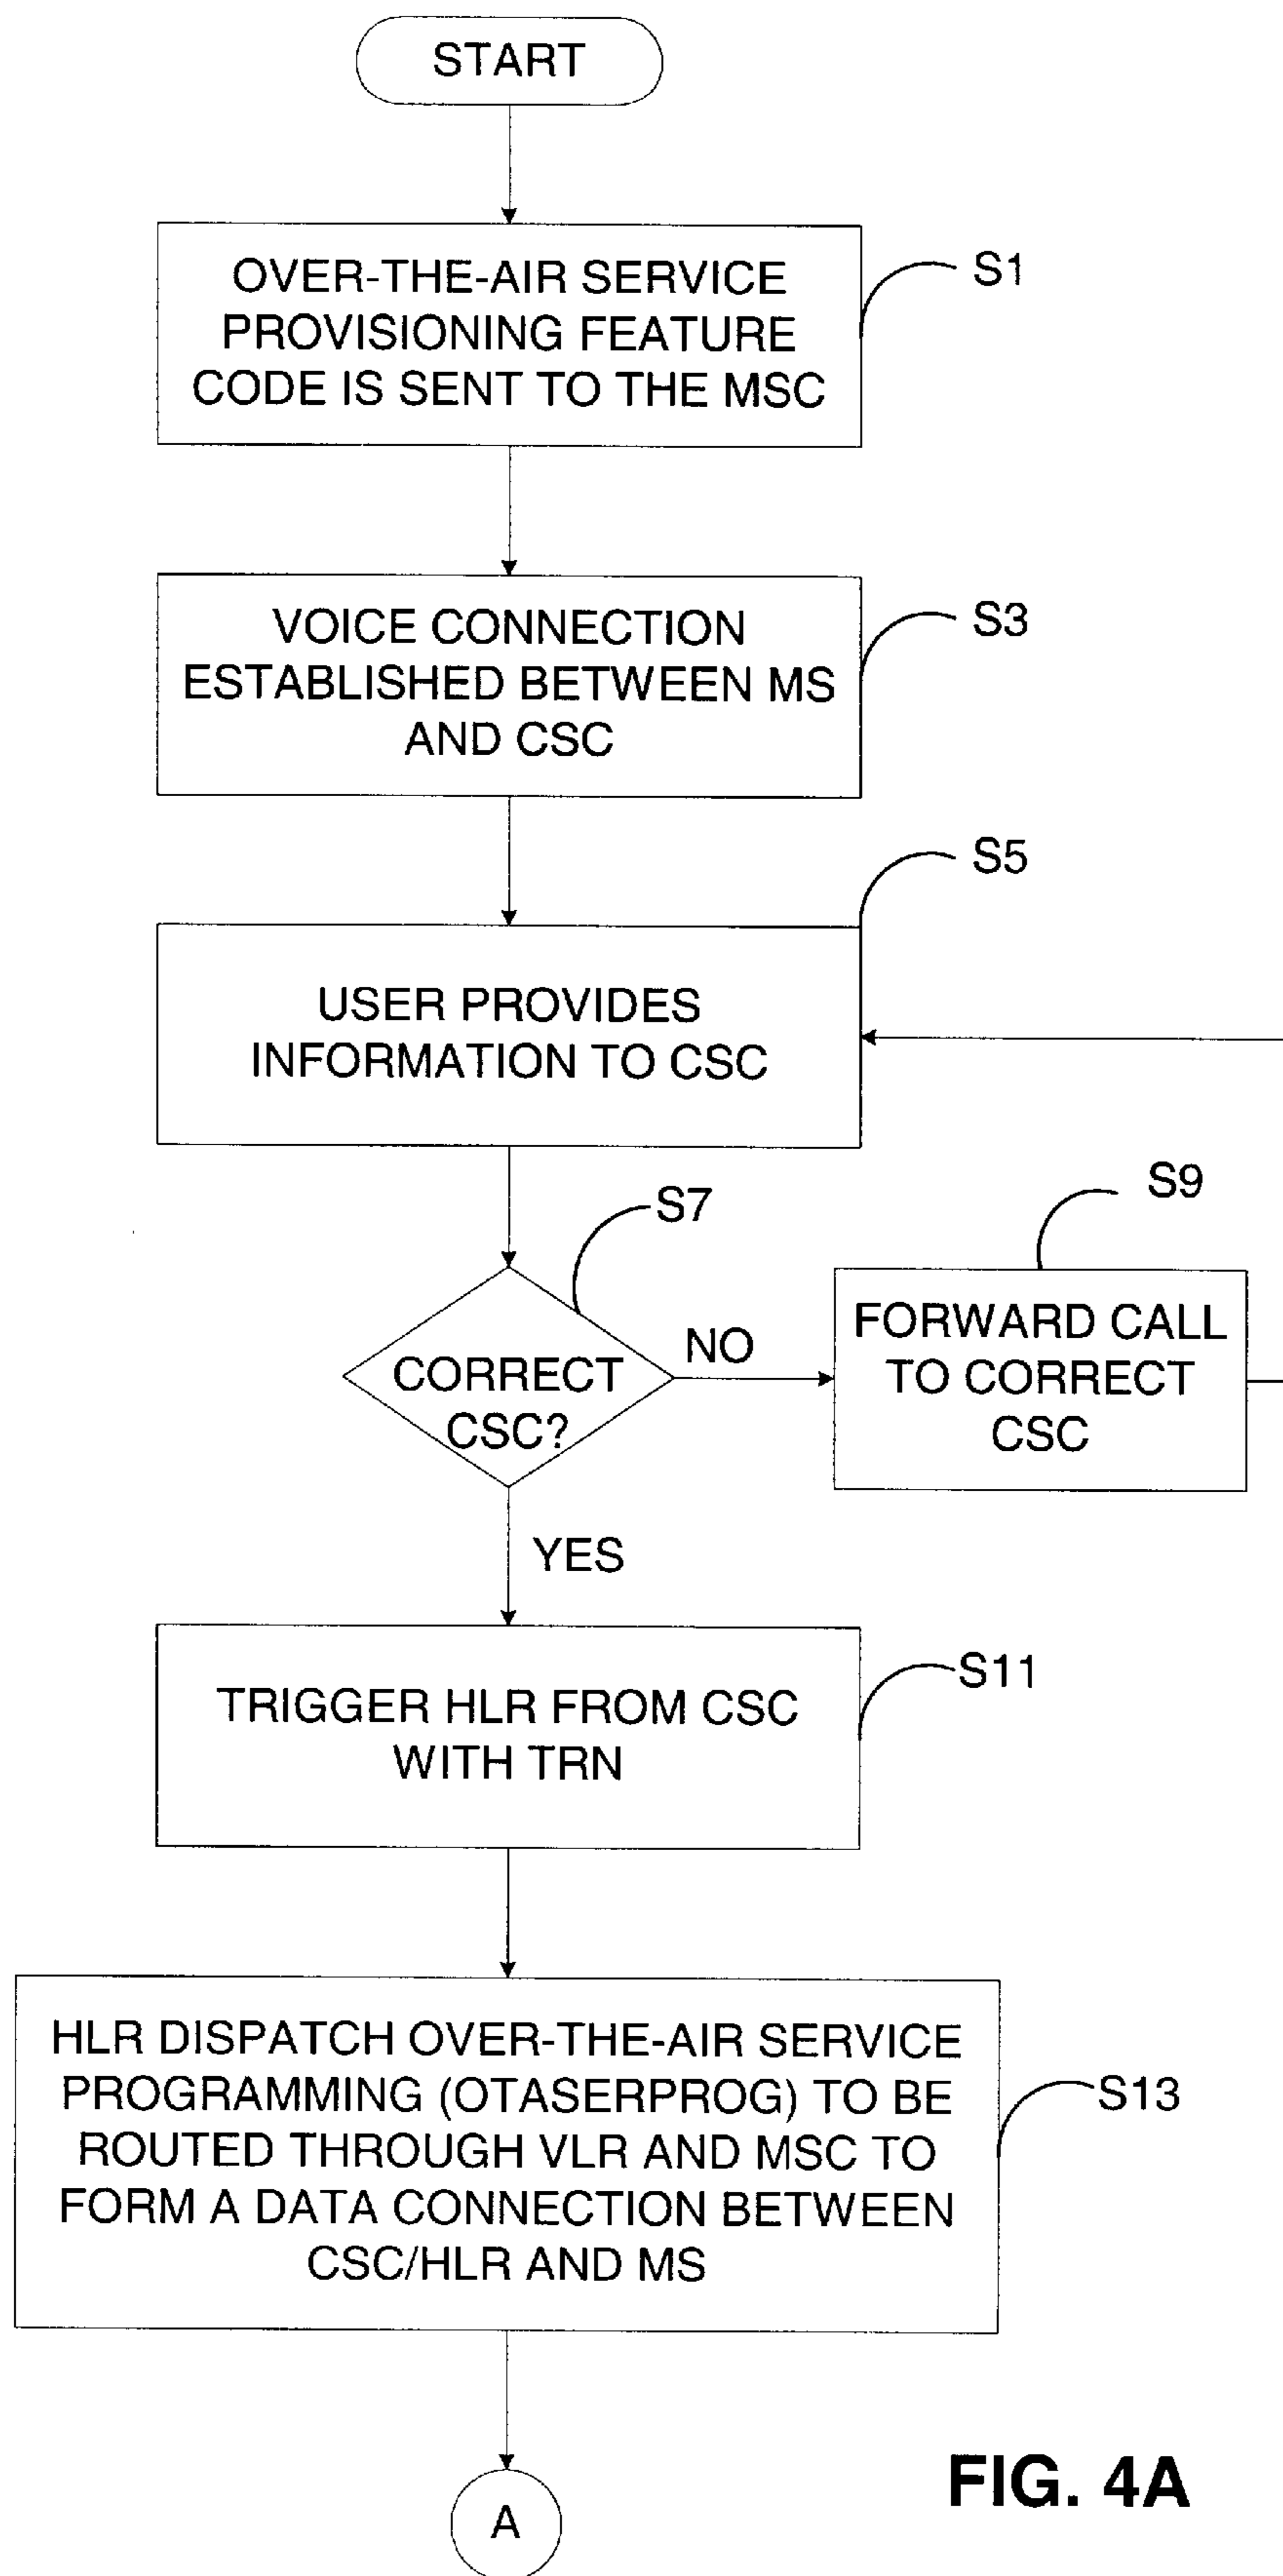 START
OVER-THE-AIR SERVICE
PROVISIONING FEATURE
CODE IS SENT TO THE MSC
S1
VOICE CONNECTION
ESTABLISHED BETWEEN MS
AND CSC
S3
S5
USER PROVIDES
INFORMATION TO CSC
S7
S9
CORRECT
CSC?
NO
FORWARD CALL
TO CORRECT
CSC
YES
TRIGGER HLR FROM CSC
WITH TRN
S11
HLR DISPATCH OVER-THE-AIR SERVICE
PROGRAMMING (OTASERPROG) TO BE
ROUTED THROUGH VLR AND MSC TO
FORM A DATA CONNECTION BETWEEN
CSC/HLR AND MS
S13
A
FIG. 4A